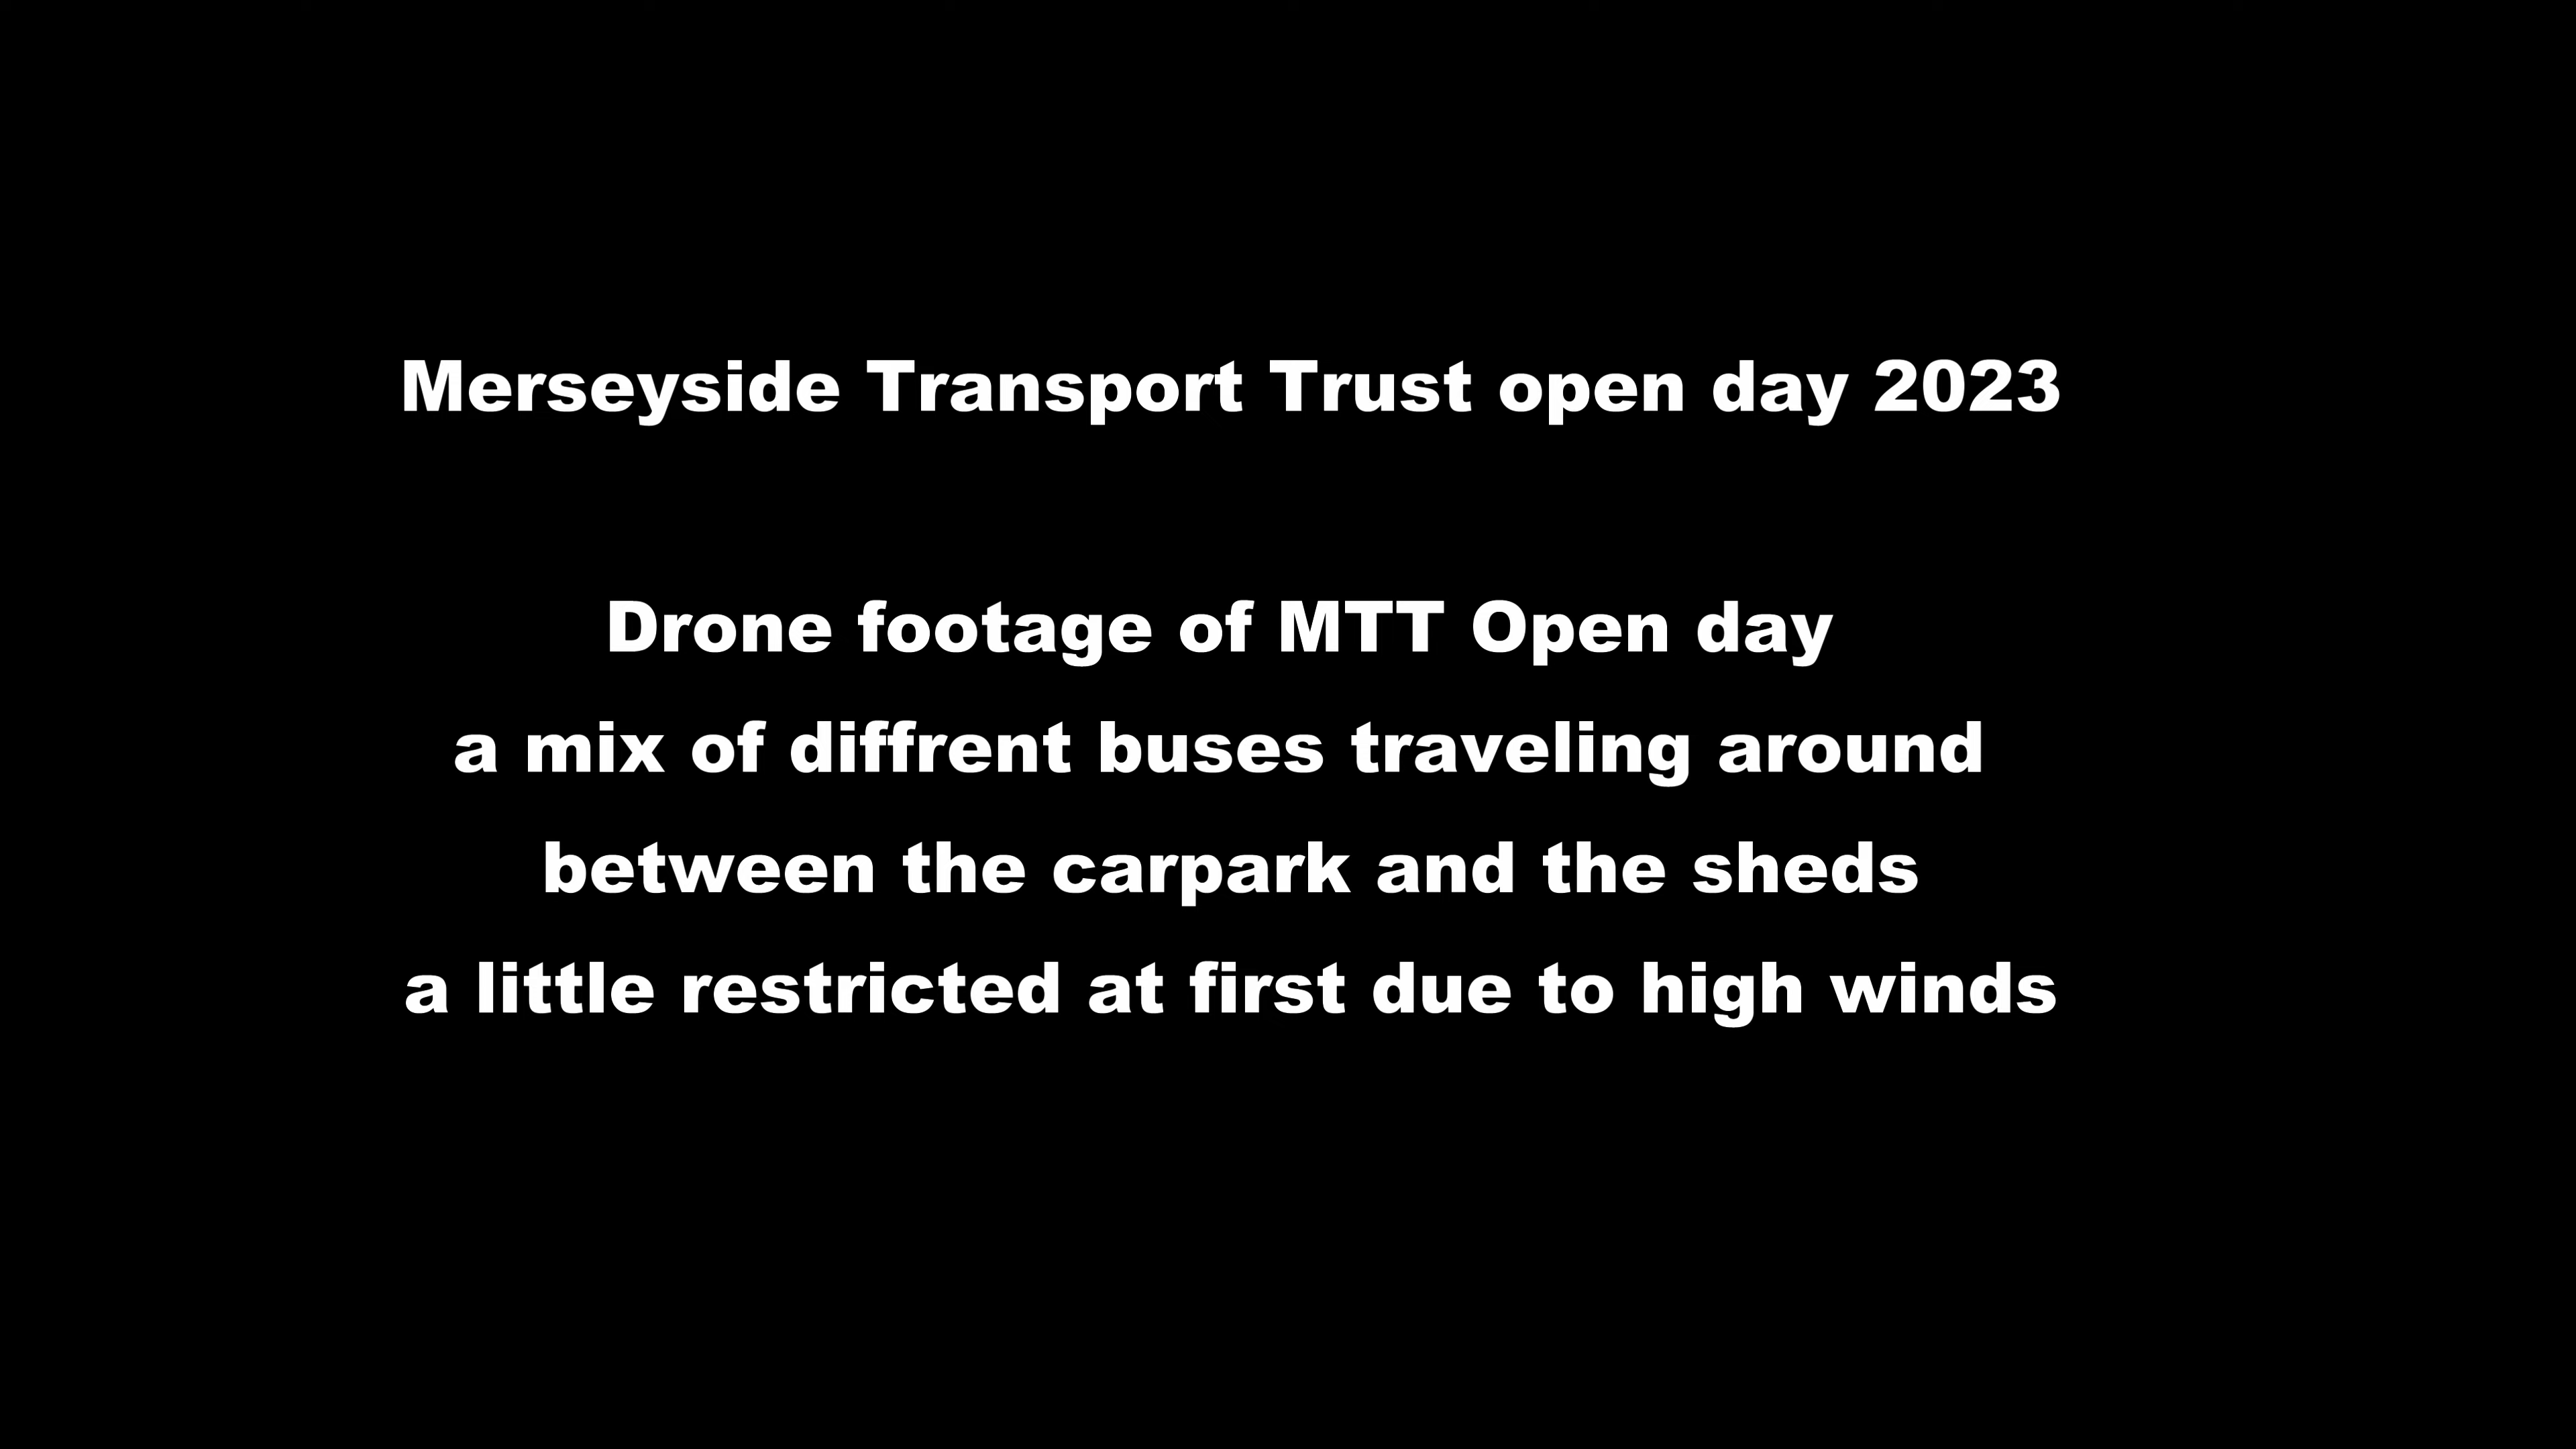 Merseyside Transport Trust open day 2023
Drone footage of MTT Open day
a mix of diffrent buses traveling around
between the carpark and the sheds
a little restricted at first due to high winds